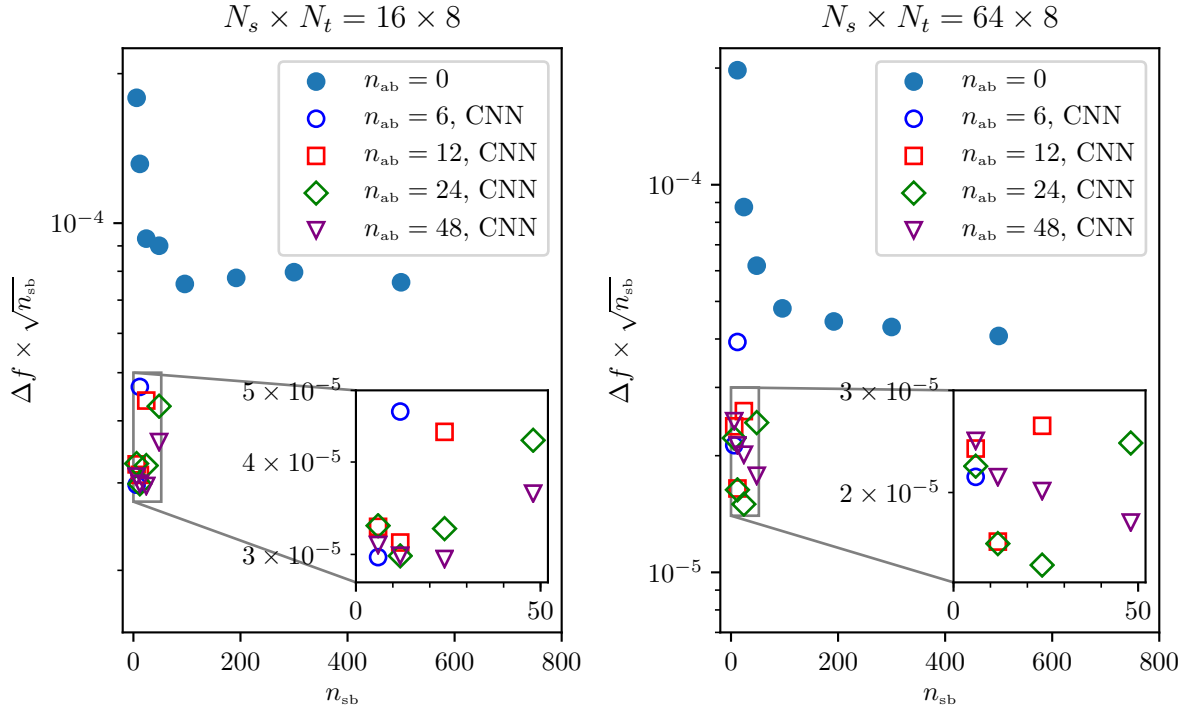 N_s × N_t = 16 × 8
n_ab = 0
n_ab = 6, CNN
n_ab = 12, CNN
n_ab = 24, CNN
n_ab = 48, CNN
10^−4
Δf × √n_sb
5 × 10^−5
4 × 10^−5
3 × 10^−5
0 50
0 200 400 600 800
n_sb
N_s × N_t = 64 × 8
n_ab = 0
n_ab = 6, CNN
n_ab = 12, CNN
n_ab = 24, CNN
n_ab = 48, CNN
10^−4
Δf × √n_sb
3 × 10^−5
2 × 10^−5
10^−5
0 50
0 200 400 600 800
n_sb